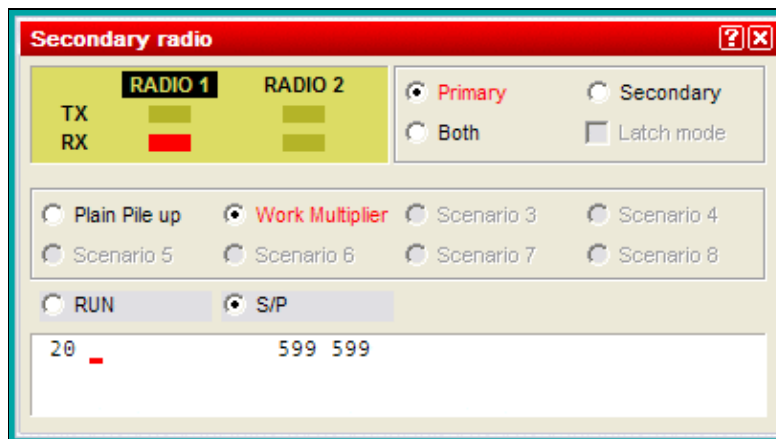 Secondary radio
RADIO 1 RADIO 2
TX
RX
Primary Secondary
Both Latch mode
Plain Pile up Work Multiplier Scenario 3 Scenario 4
Scenario 5 Scenario 6 Scenario 7 Scenario 8
RUN S/P
20 599 599